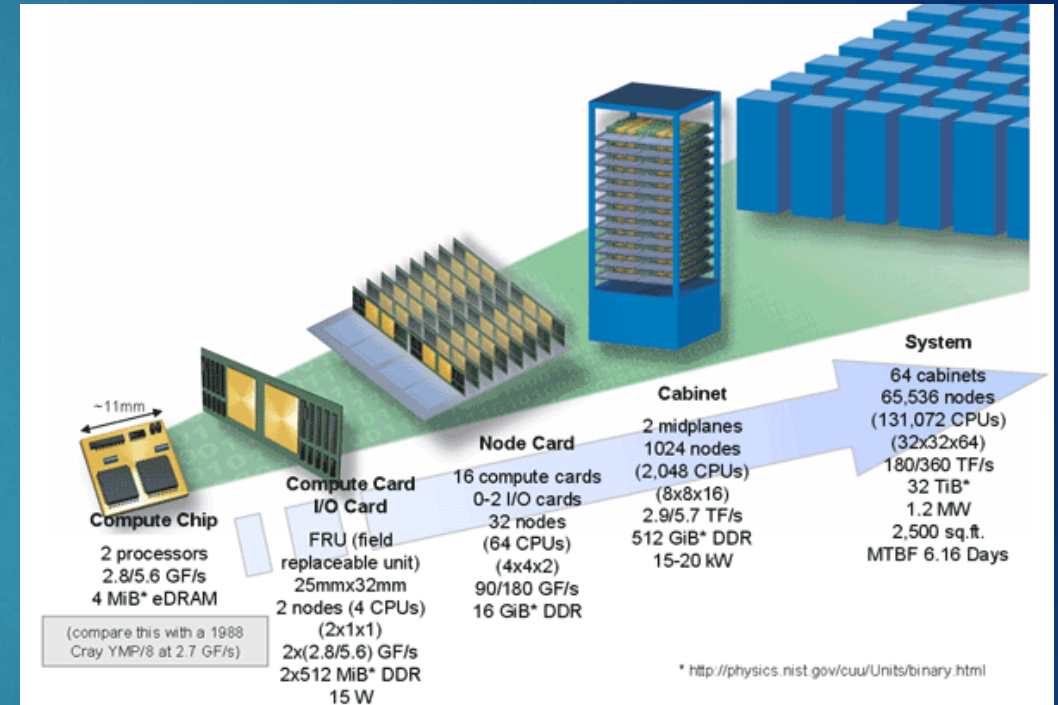 ~11mm
Compute Chip
2 processors
2.8/5.6 GF/s
4 MiB* eDRAM
(compare this with a 1988
Cray YMP/8 at 2.7 GF/s)
Compute Card
I/O Card
FRU (field
replaceable unit)
25mmx32mm
2 nodes (4 CPUs)
(2x1x1)
2x(2.8/5.6) GF/s
2x512 MiB* DDR
15 W
Node Card
16 compute cards
0-2 I/O cards
32 nodes
(64 CPUs)
(4x4x2)
90/180 GF/s
16 GiB* DDR
Cabinet
2 midplanes
1024 nodes
(2,048 CPUs)
(8x8x16)
2.9/5.7 TF/s
512 GiB* DDR
15-20 kW
System
64 cabinets
65,536 nodes
(131,072 CPUs)
(32x32x64)
180/360 TF/s
32 TiB*
1.2 MW
2,500 sq.ft.
MTBF 6.16 Days
* http://physics.nist.gov/cuu/Units/binary.html